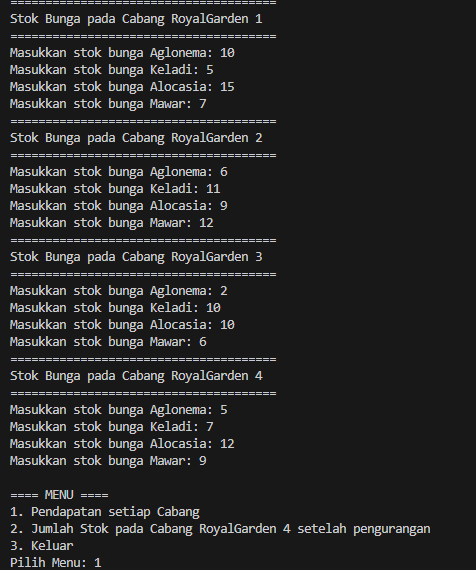 ======================================
Stok Bunga pada Cabang RoyalGarden 1
======================================
Masukkan stok bunga Aglonema: 10
Masukkan stok bunga Keladi: 5
Masukkan stok bunga Alocasia: 15
Masukkan stok bunga Mawar: 7
======================================
Stok Bunga pada Cabang RoyalGarden 2
======================================
Masukkan stok bunga Aglonema: 6
Masukkan stok bunga Keladi: 11
Masukkan stok bunga Alocasia: 9
Masukkan stok bunga Mawar: 12
======================================
Stok Bunga pada Cabang RoyalGarden 3
======================================
Masukkan stok bunga Aglonema: 2
Masukkan stok bunga Keladi: 10
Masukkan stok bunga Alocasia: 10
Masukkan stok bunga Mawar: 6
======================================
Stok Bunga pada Cabang RoyalGarden 4
======================================
Masukkan stok bunga Aglonema: 5
Masukkan stok bunga Keladi: 7
Masukkan stok bunga Alocasia: 12
Masukkan stok bunga Mawar: 9

==== MENU ====
1. Pendapatan setiap Cabang
2. Jumlah Stok pada Cabang RoyalGarden 4 setelah pengurangan
3. Keluar
Pilih Menu: 1